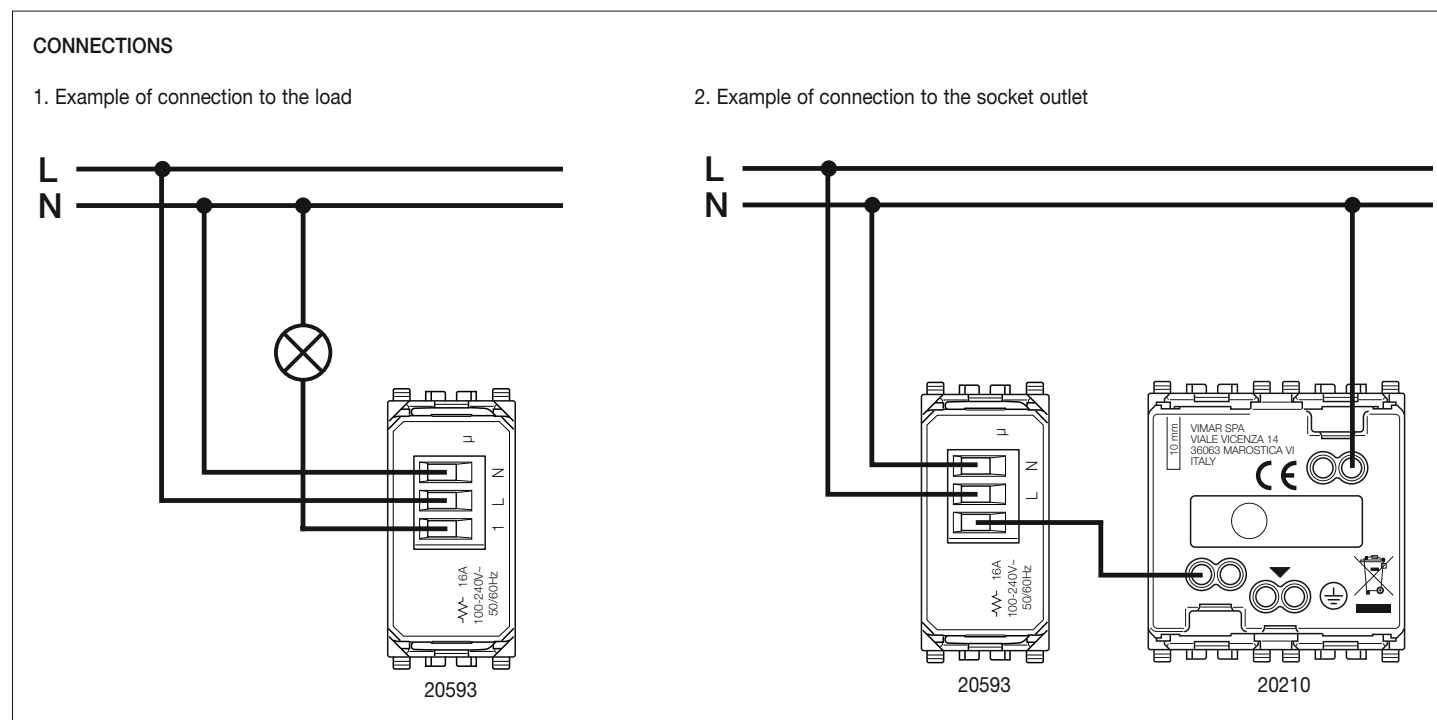 CONNECTIONS
1. Example of connection to the load
L
N
µ
N
L
1
16A
100-240V~
50/60Hz
20593
2. Example of connection to the socket outlet
L
N
µ
N
L
16A
100-240V~
50/60Hz
20593
10 mm
VIMAR SPA
VIALE VICENZA 14
36063 MAROSTICA VI
ITALY
CE
20210